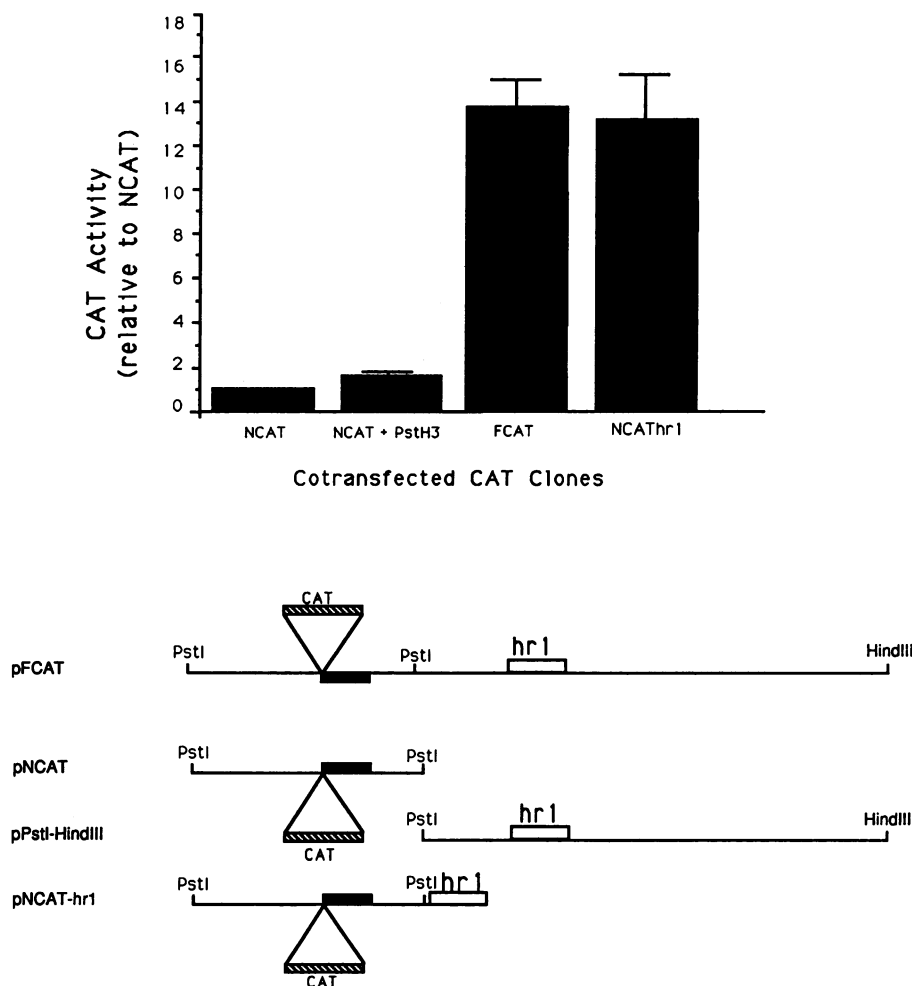 18
16
14
12
10
8
6
4
2
0
CAT Activity
(relative to NCAT)
NCAT
NCAT + PstH3
FCAT
NCAThr1
Cotransfected CAT Clones
CAT
pFCAT
PstI
PstI
hr1
HindIII
pNCAT
PstI
PstI
CAT
pPstI-HindIII
PstI
hr1
HindIII
pNCAT-hr1
PstI
PstI
hr1
CAT